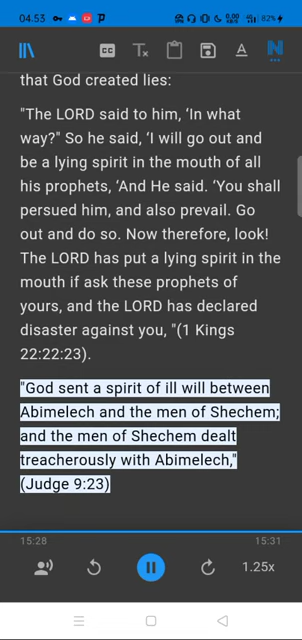 04.53
0.00
KB/S
82%
CC
that God created lies:
"The LORD said to him, ‘In what
way?" So he said, ‘I will go out and
be a lying spirit in the mouth of all
his prophets, ‘And He said. ‘You shall
persued him, and also prevail. Go
out and do so. Now therefore, look!
The LORD has put a lying spirit in the
mouth if ask these prophets of
yours, and the LORD has declared
disaster against you, "(1 Kings
22:22:23).
"God sent a spirit of ill will between
Abimelech and the men of Shechem;
and the men of Shechem dealt
treacherously with Abimelech,"
(Judge 9:23)
15:28 15:31
1.25x